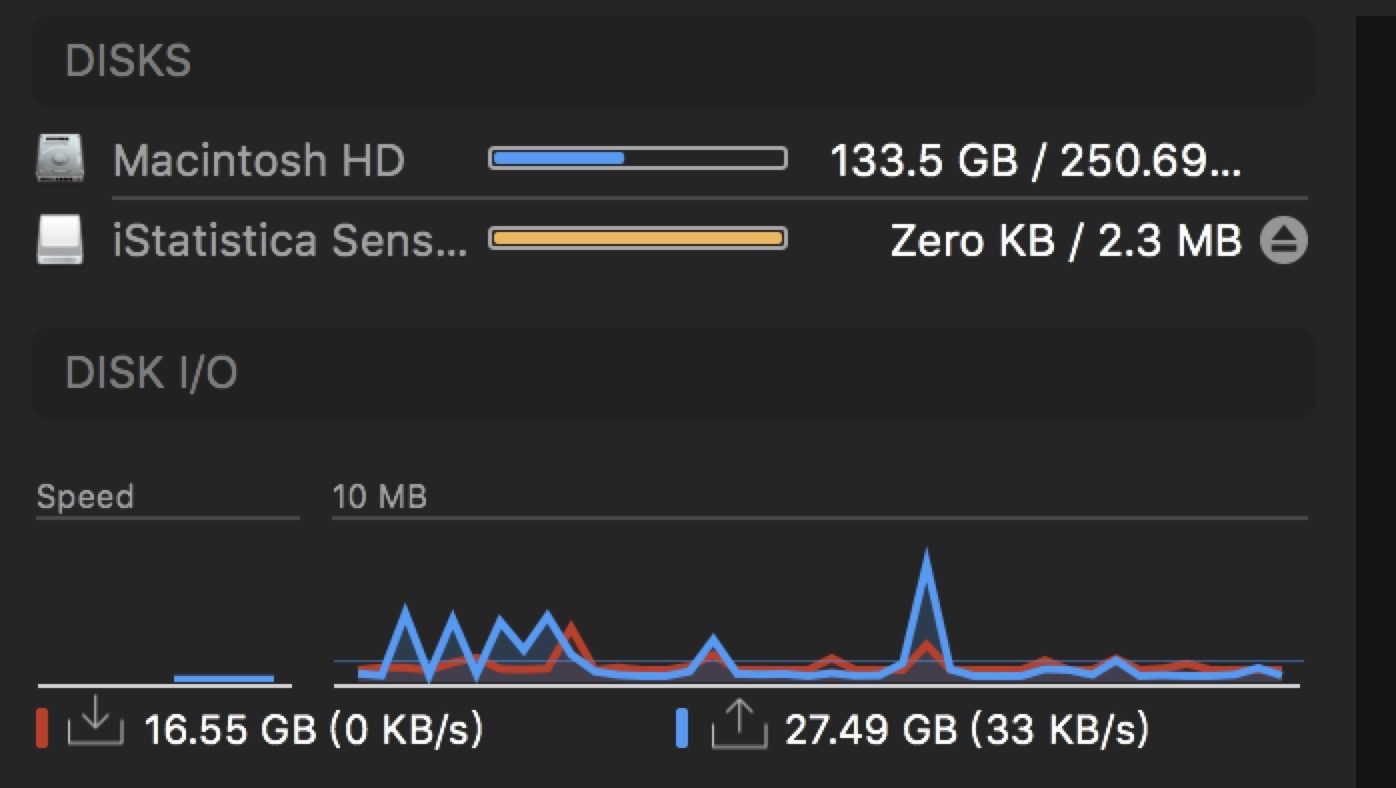 DISKS
Macintosh HD 133.5 GB / 250.69...
iStatistica Sens... Zero KB / 2.3 MB
DISK I/O
Speed 10 MB
16.55 GB (0 KB/s) 27.49 GB (33 KB/s)